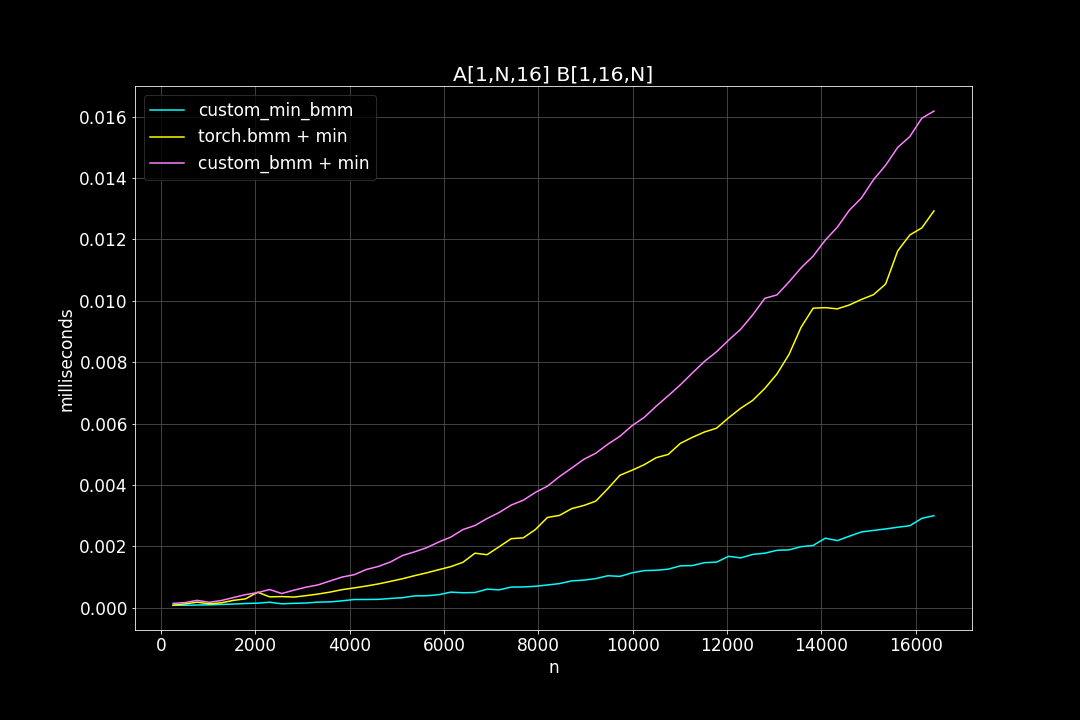 A[1,N,16] B[1,16,N]
custom_min_bmm
torch.bmm + min
custom_bmm + min
milliseconds
0.016
0.014
0.012
0.010
0.008
0.006
0.004
0.002
0.000
0 2000 4000 6000 8000 10000 12000 14000 16000
n